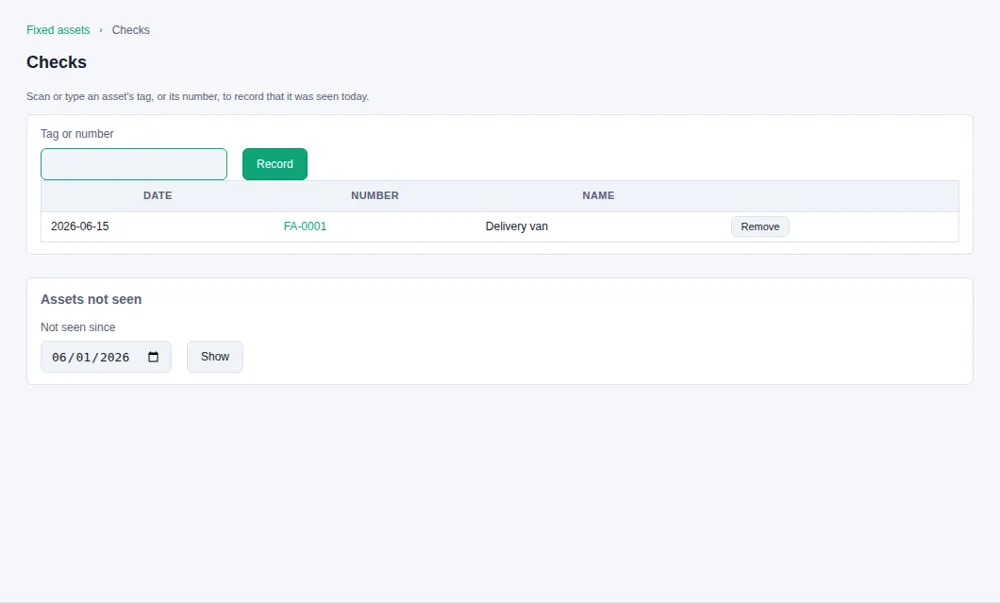 Fixed assets › Checks
Checks
Scan or type an asset's tag, or its number, to record that it was seen today.
Tag or number
Record
DATE NUMBER NAME
2026-06-15 FA-0001 Delivery van Remove
Assets not seen
Not seen since
06/01/2026 Show